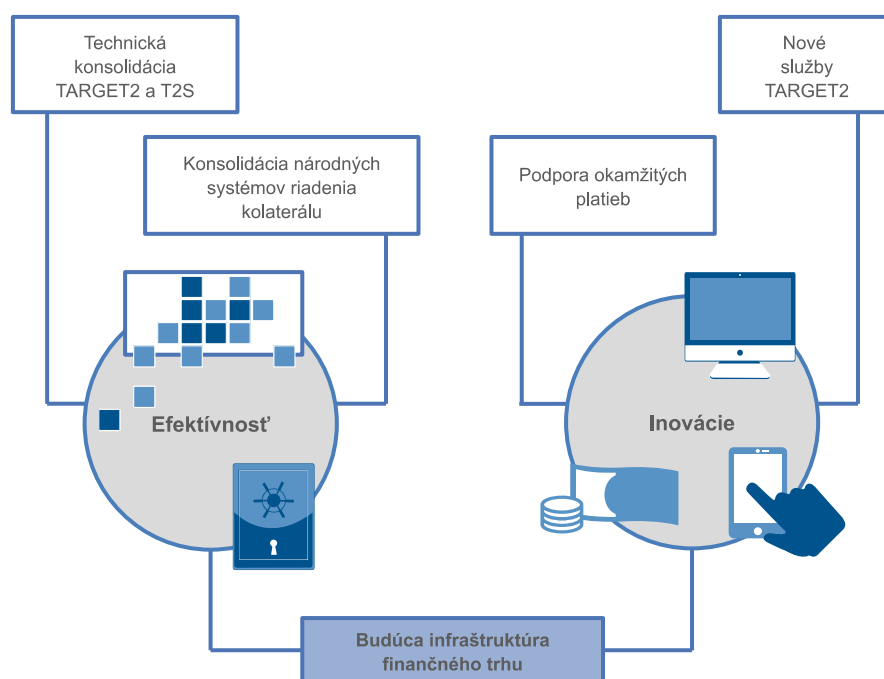 Technická
konsolidácia
TARGET2 a T2S
Nové
služby
TARGET2
Konsolidácia národných
systémov riadenia
kolaterálu
Podpora okamžitých
platieb
Efektívnosť
Inovácie
Budúca infraštruktúra
finančného trhu